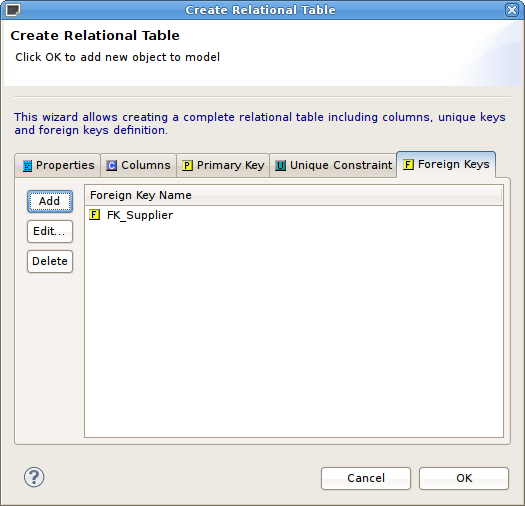 Create Relational Table
Create Relational Table
Click OK to add new object to model
This wizard allows creating a complete relational table including columns, unique keys
and foreign keys definition.
Properties C Columns P Primary Key U Unique Constraint F Foreign Keys
Add
Edit...
Delete
Foreign Key Name
F FK_Supplier
?
Cancel OK